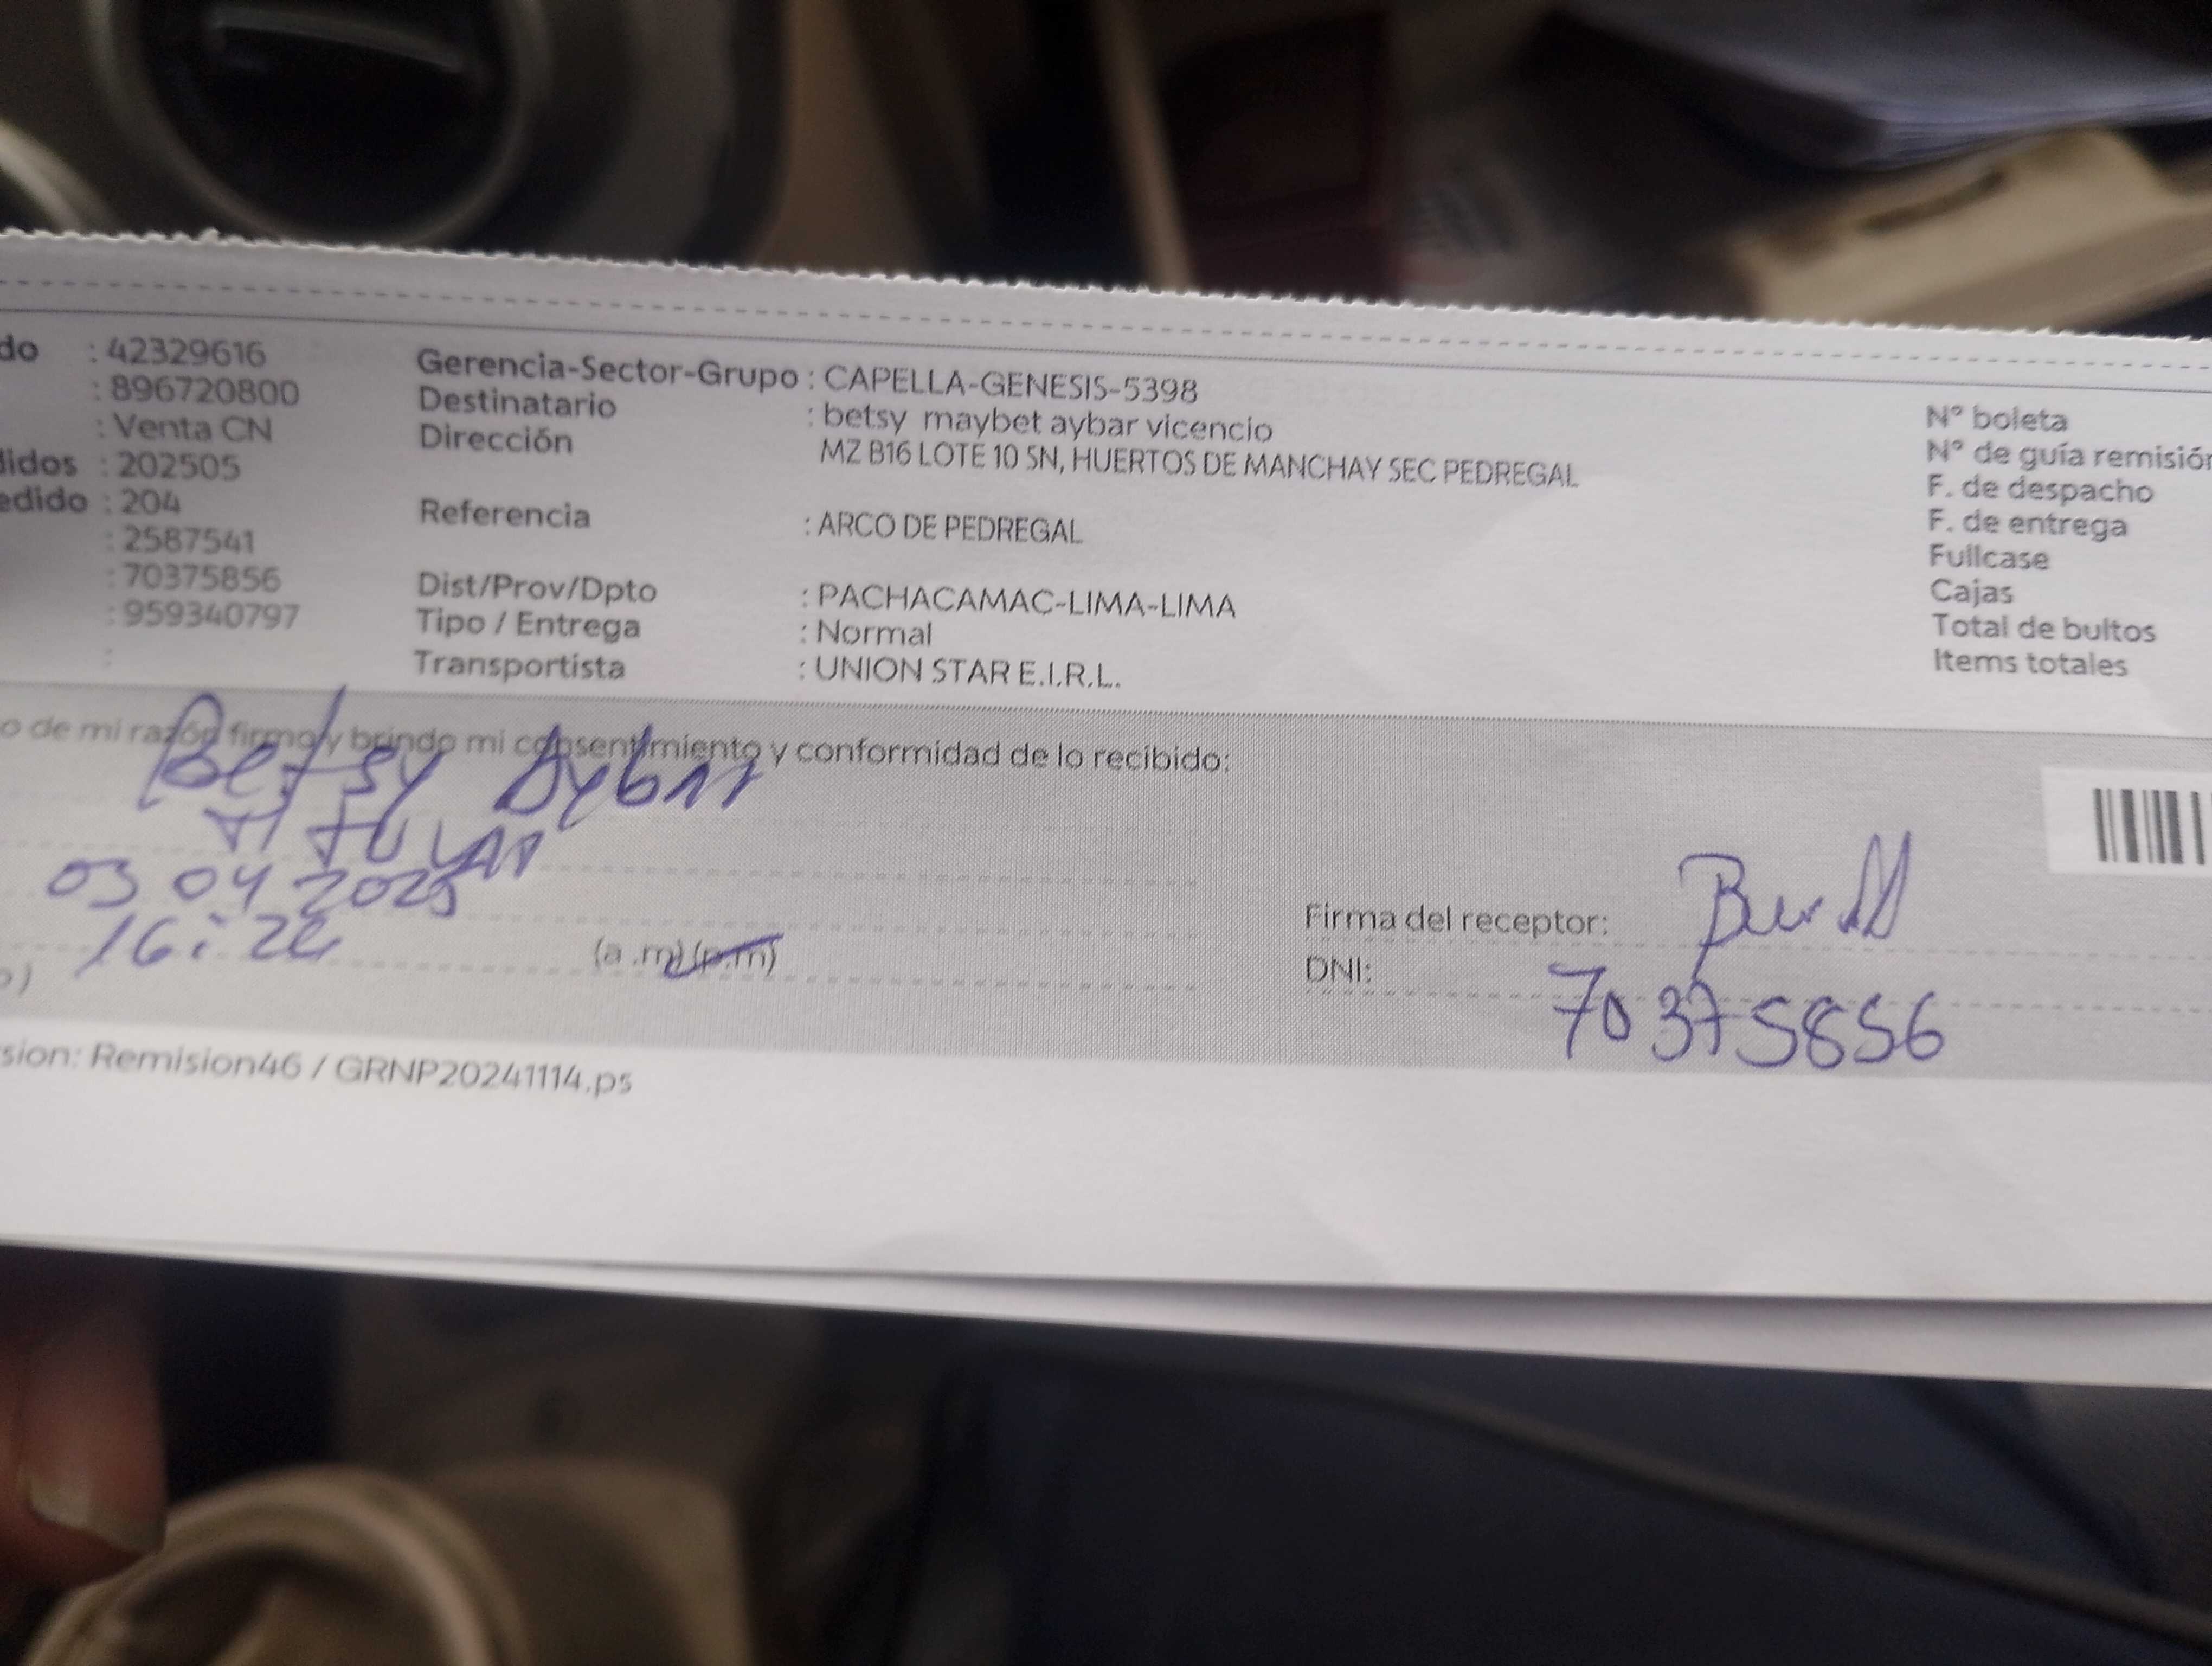 do : 42329616
: 896720800
: Venta CN
didos : 202505
edido : 204
: 2587541
: 70375856
: 959340797
:
Gerencia-Sector-Grupo : CAPELLA-GENESIS-5398
Destinatario : betsy maybet aybar vicencio
Dirección MZ B16 LOTE 10 SN, HUERTOS DE MANCHAY SEC PEDREGAL
Referencia : ARCO DE PEDREGAL
Dist/Prov/Dpto : PACHACAMAC-LIMA-LIMA
Tipo / Entrega : Normal
Transportista : UNION STAR E.I.R.L.
Nº boleta
Nº de guía remisión
F. de despacho
F. de entrega
Fullcase
Cajas
Total de bultos
Items totales
o de mi razón firmo y brindo mi consentimiento y conformidad de lo recibido:
Betsy Aybar
03 04 2025
(a .m) (p.m)
Firma del receptor:
DNI: 70375856
sion: Remision46 / GRNP20241114.ps